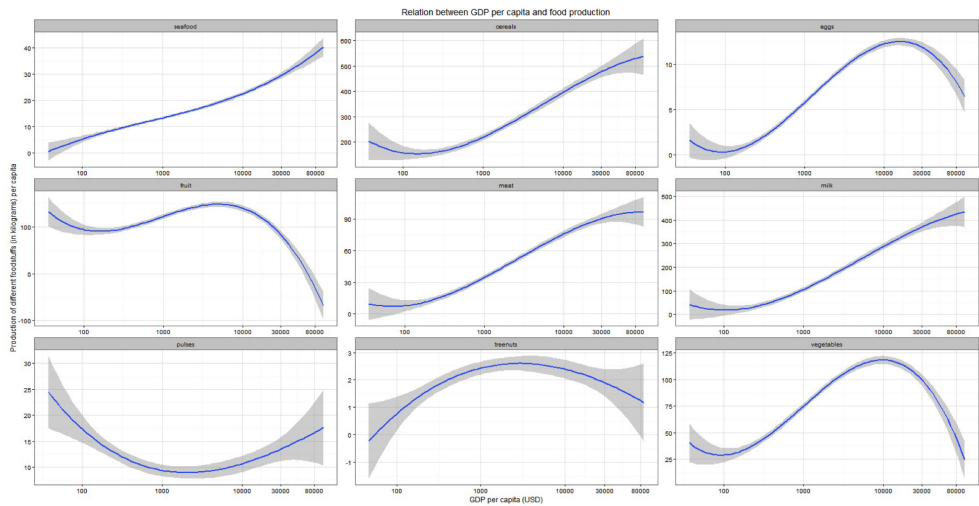 Relation between GDP per capita and food production
seafood
cereals
eggs
40
30
20
10
0
600
500
400
300
200
10
5
0
100 1000 10000 30000 80000
100 1000 10000 30000 80000
100 1000 10000 30000 80000
fruit
meat
milk
100
0
-100
90
60
30
0
500
400
300
200
100
0
100 1000 10000 30000 80000
100 1000 10000 30000 80000
100 1000 10000 30000 80000
pulses
treenuts
vegetables
30
25
20
15
10
3
2
1
0
-1
125
100
75
50
25
100 1000 10000 30000 80000
100 1000 10000 30000 80000
100 1000 10000 30000 80000
Production of different foodstuffs (in kilograms) per capita
GDP per capita (USD)